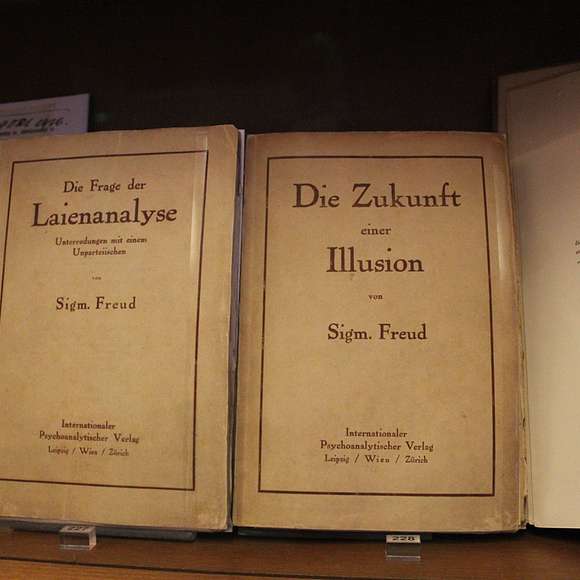 Die Frage der
Laienanalyse
Unterredungen mit einem
Unparteiischen
von
Sigm. Freud
Internationaler
Psychoanalytischer Verlag
Leipzig / Wien / Zürich
227
Die Zukunft
einer
Illusion
von
Sigm. Freud
Internationaler
Psychoanalytischer Verlag
Leipzig / Wien / Zürich
228